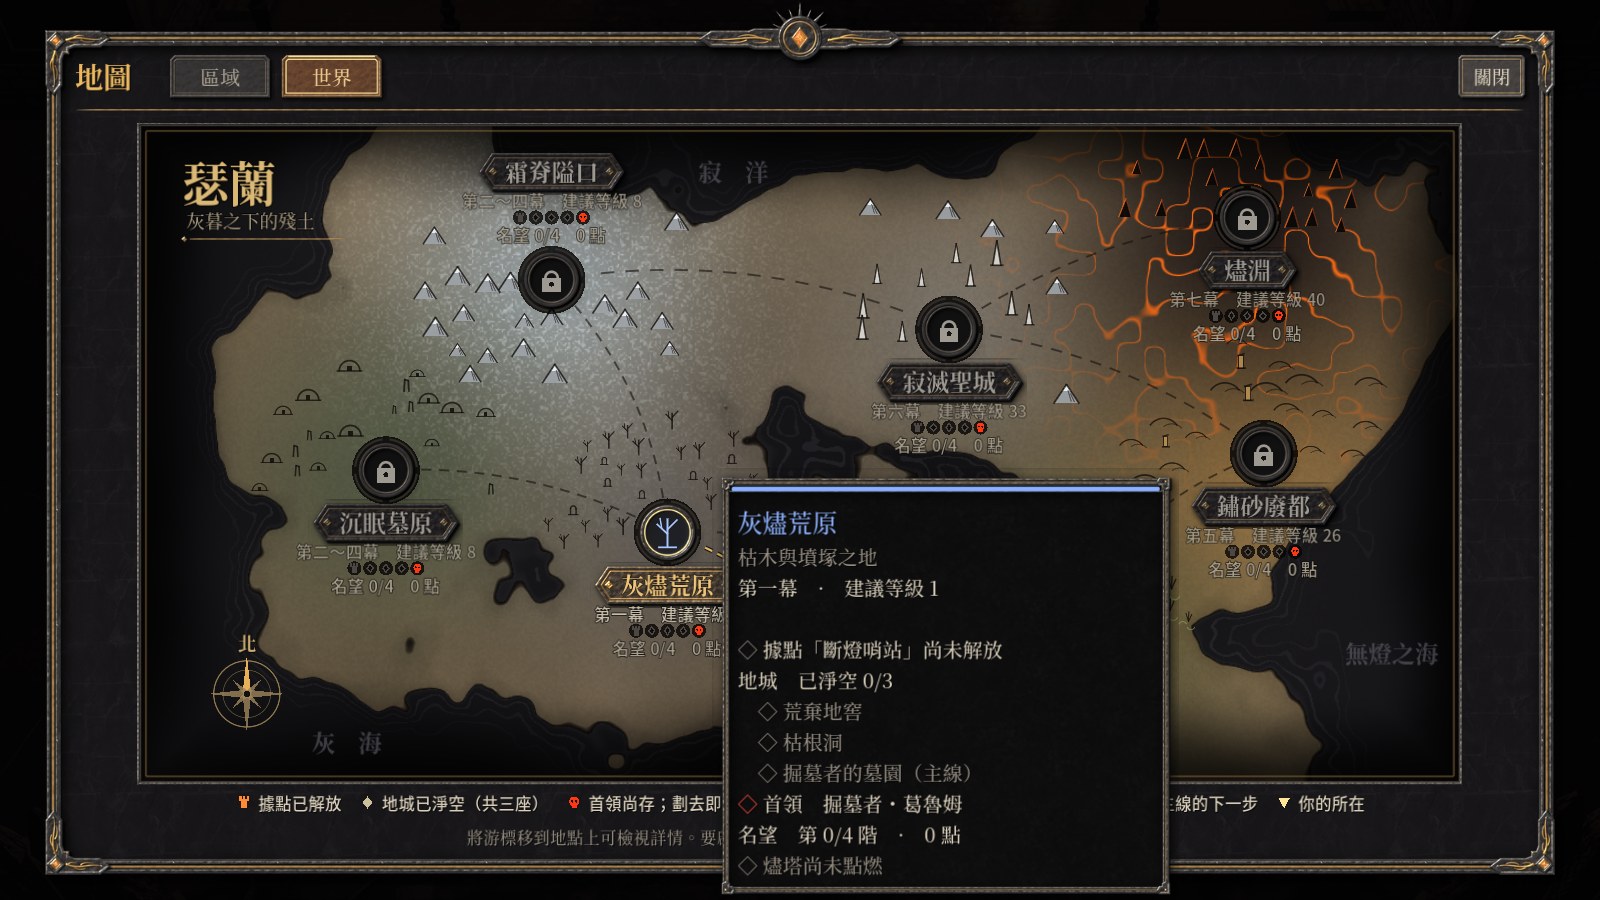 地圖
區域
世界
關閉
瑟蘭
灰暮之下的殘土
霜脊隘口
第二～四幕 建議等級 8
名望 0/4 0 點
寂 洋
燼淵
第七幕 建議等級 40
名望 0/4 0 點
寂滅聖城
第六幕 建議等級 33
名望 0/4 0 點
沉眠墓原
第二～四幕 建議等級 8
名望 0/4 0 點
鏽砂廢都
第五幕 建議等級 26
名望 0/4 0 點
灰燼荒原
第一幕 建議等級
名望 0/4 0 點
北
灰 海
無燈之海
灰燼荒原
枯木與墳塚之地
第一幕 · 建議等級 1
據點「斷燈哨站」尚未解放
地城 已淨空 0/3
荒棄地窖
枯根洞
掘墓者的墓園（主線）
首領 掘墓者・葛魯姆
名望 第 0/4 階 · 0 點
燼塔尚未點燃
據點已解放
地城已淨空（共三座）
首領尚存；劃去即
主線的下一步
你的所在
將游標移到地點上可檢視詳情。要